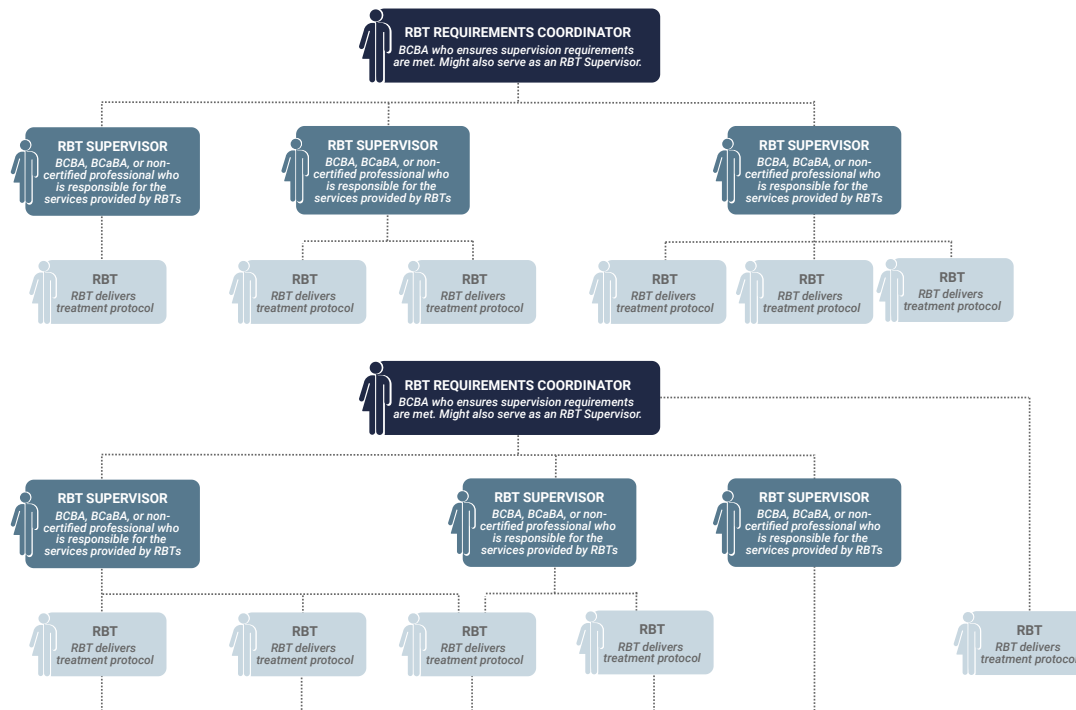 RBT REQUIREMENTS COORDINATOR
BCBA who ensures supervision requirements
are met. Might also serve as an RBT Supervisor.
RBT SUPERVISOR
BCBA, BCaBA, or non-
certified professional who
is responsible for the
services provided by RBTs
RBT SUPERVISOR
BCBA, BCaBA, or non-
certified professional who
is responsible for the
services provided by RBTs
RBT SUPERVISOR
BCBA, BCaBA, or non-
certified professional who
is responsible for the
services provided by RBTs
RBT
RBT delivers
treatment protocol
RBT
RBT delivers
treatment protocol
RBT
RBT delivers
treatment protocol
RBT
RBT delivers
treatment protocol
RBT
RBT delivers
treatment protocol
RBT
RBT delivers
treatment protocol
RBT REQUIREMENTS COORDINATOR
BCBA who ensures supervision requirements
are met. Might also serve as an RBT Supervisor.
RBT SUPERVISOR
BCBA, BCaBA, or non-
certified professional who
is responsible for the
services provided by RBTs
RBT SUPERVISOR
BCBA, BCaBA, or non-
certified professional who
is responsible for the
services provided by RBTs
RBT SUPERVISOR
BCBA, BCaBA, or non-
certified professional who
is responsible for the
services provided by RBTs
RBT
RBT delivers
treatment protocol
RBT
RBT delivers
treatment protocol
RBT
RBT delivers
treatment protocol
RBT
RBT delivers
treatment protocol
RBT
RBT delivers
treatment protocol